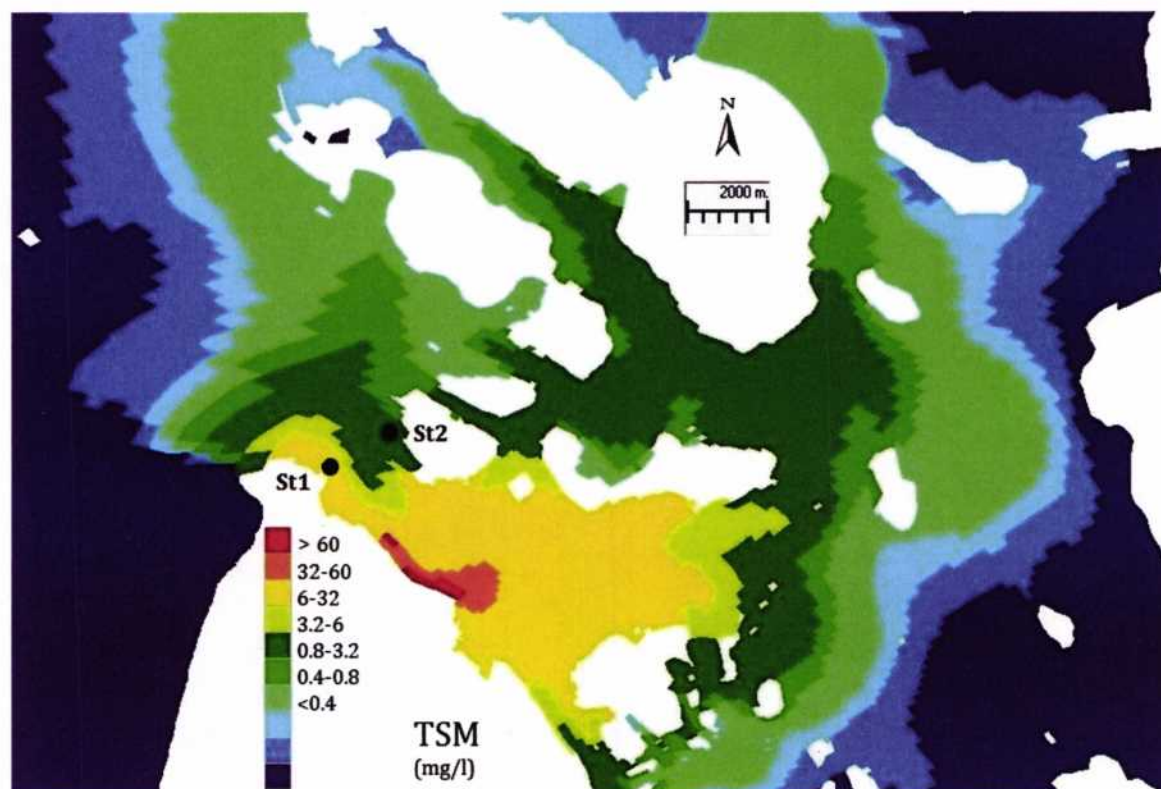 N
2000 m.
St2
St1
> 60
32-60
6-32
3.2-6
0.8-3.2
0.4-0.8
<0.4
TSM
(mg/l)